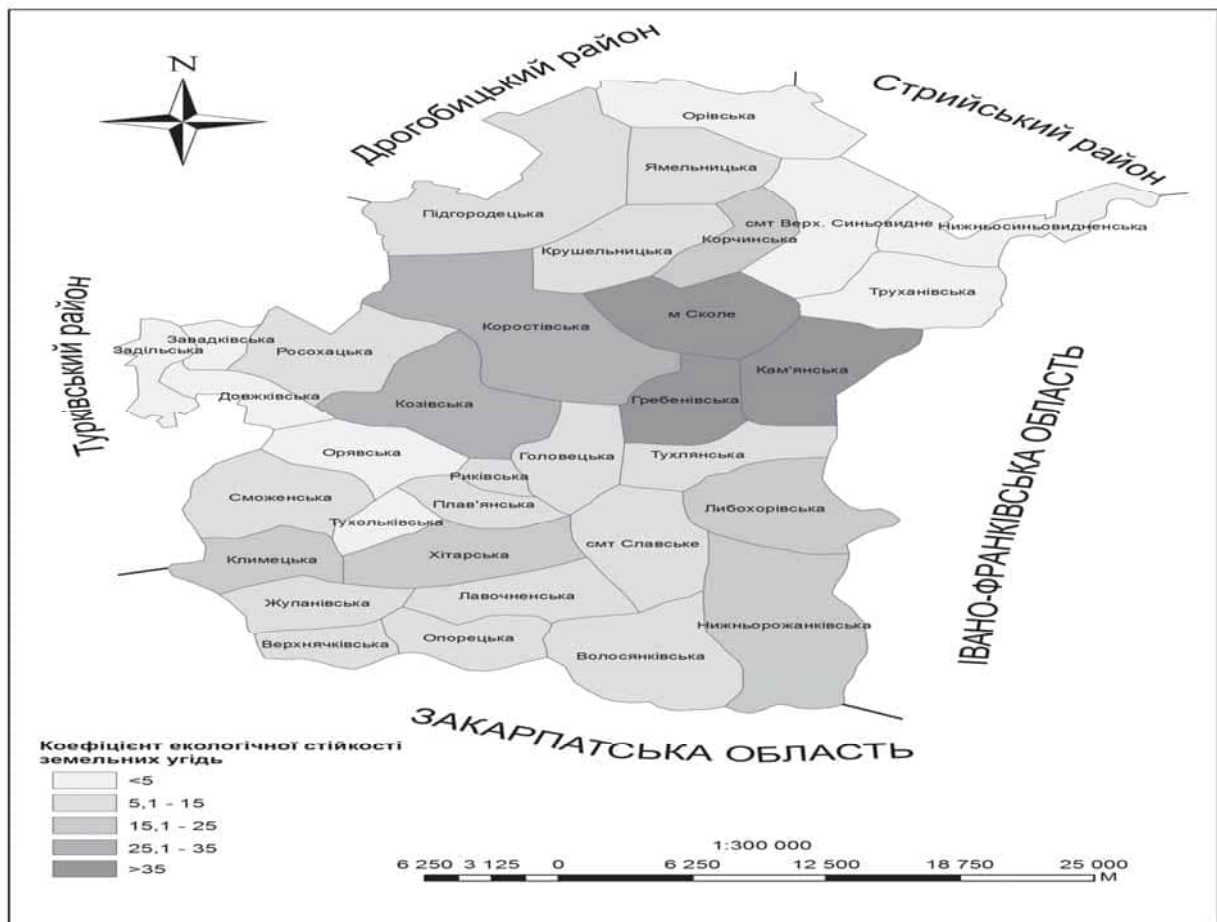 N
Дрогобицький район
Стрийський район
Орівська
Ямельницька
Підгородецька
смт Верх. Синьовидне
Нижньосиньовидненська
Корчинська
Крушельницька
Труханівська
м Сколе
Коростівська
Турківський район
Завадківська
Задільська
Росохацька
Кам'янська
Довжківська
Козівська
Гребенівська
Орявська
Головецька
Тухлянська
Риківська
Сможенська
Плав'янська
Либохорівська
Тухольківська
смт Славське
Хітарська
Климецька
ІВАНО-ФРАНКІВСЬКА ОБЛАСТЬ
Лавочненська
Жупанівська
Нижньорожанківська
Опорецька
Верхнячківська
Волосянківська
ЗАКАРПАТСЬКА ОБЛАСТЬ
Коефіцієнт екологічної стійкості
земельних угідь
<5
5,1 - 15
15,1 - 25
25,1 - 35
>35
1:300 000
6 250 3 125 0 6 250 12 500 18 750 25 000
М